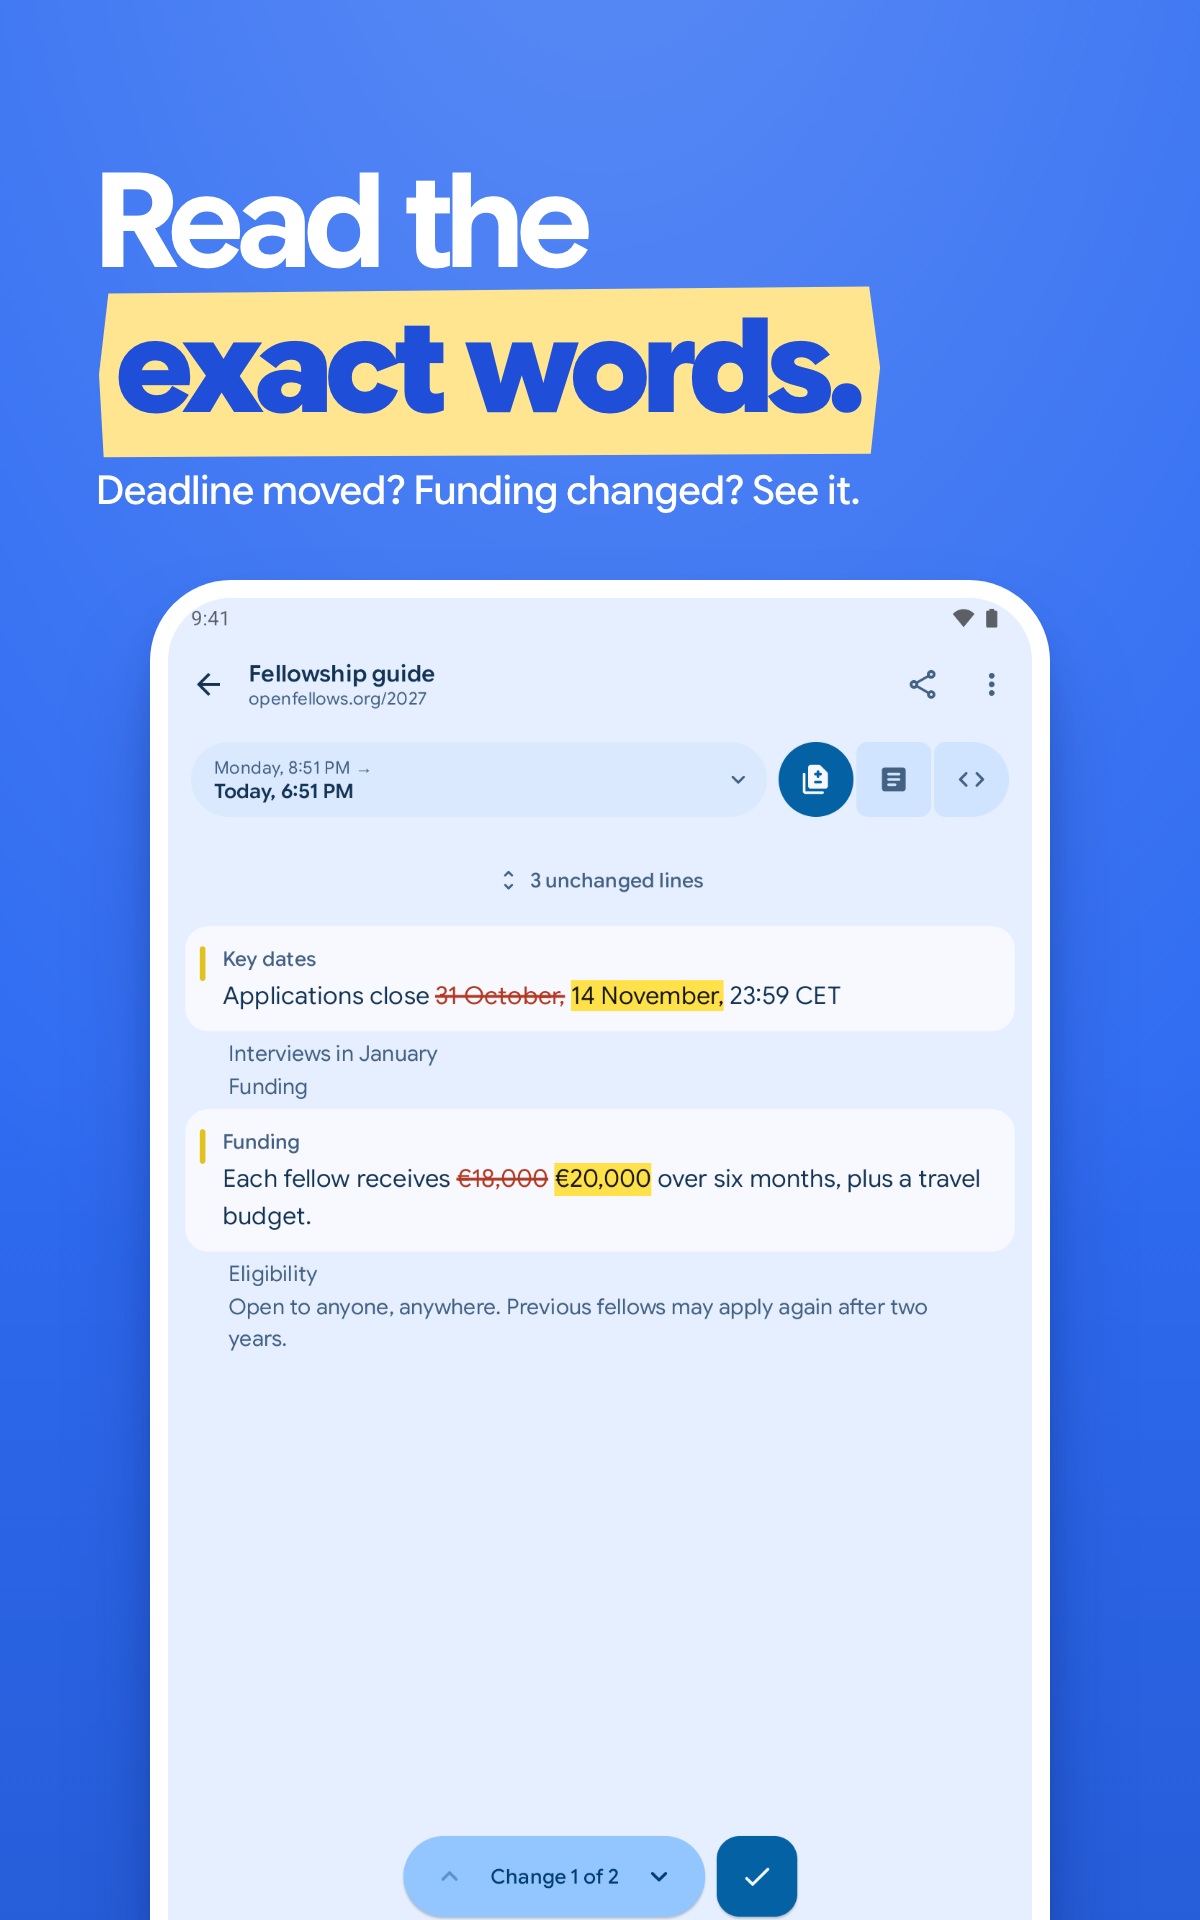 Read the
exact words.
Deadline moved? Funding changed? See it.
9:41
Fellowship guide
openfellows.org/2027
Monday, 8:51 PM →
Today, 6:51 PM
3 unchanged lines
Key dates
Applications close 31 October, 14 November, 23:59 CET
Interviews in January
Funding
Funding
Each fellow receives €18,000 €20,000 over six months, plus a travel
budget.
Eligibility
Open to anyone, anywhere. Previous fellows may apply again after two
years.
Change 1 of 2